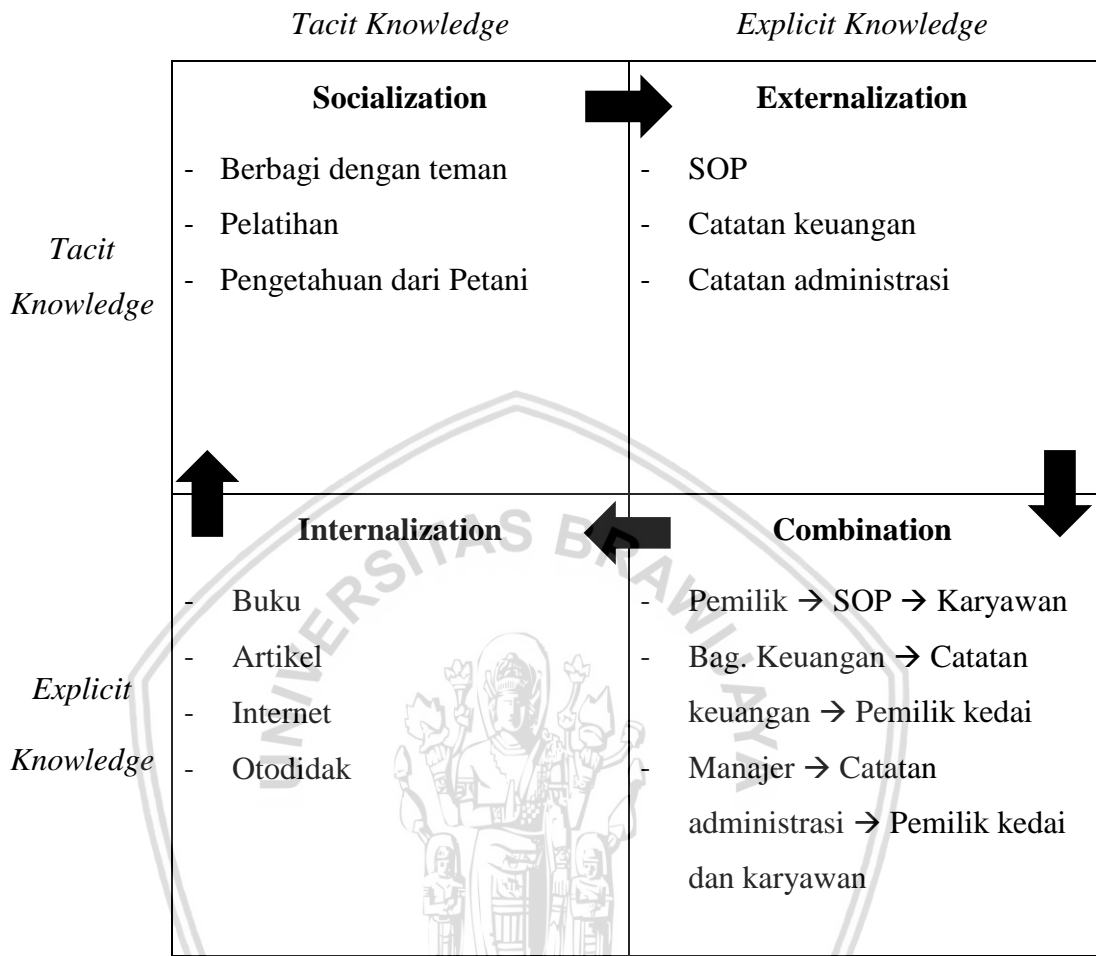 Tacit Knowledge
Explicit Knowledge
Tacit
Knowledge
Socialization
- Berbagi dengan teman
- Pelatihan
- Pengetahuan dari Petani
Externalization
- SOP
- Catatan keuangan
- Catatan administrasi
Explicit
Knowledge
Internalization
- Buku
- Artikel
- Internet
- Otodidak
Combination
- Pemilik → SOP → Karyawan
- Bag. Keuangan → Catatan
keuangan → Pemilik kedai
- Manajer → Catatan
administrasi → Pemilik kedai
dan karyawan
UNIVERSITAS BRAWIJAYA